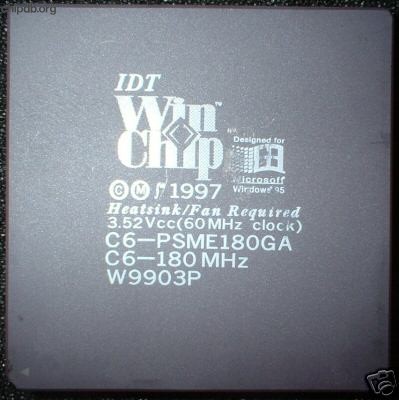 IDT
Win™
Chip
Designed for
Microsoft
Windows 95
© M 1997
Heatsink/Fan Required
3.52Vcc(60MHz clock)
C6-PSME180GA
C6-180MHz
W9903P